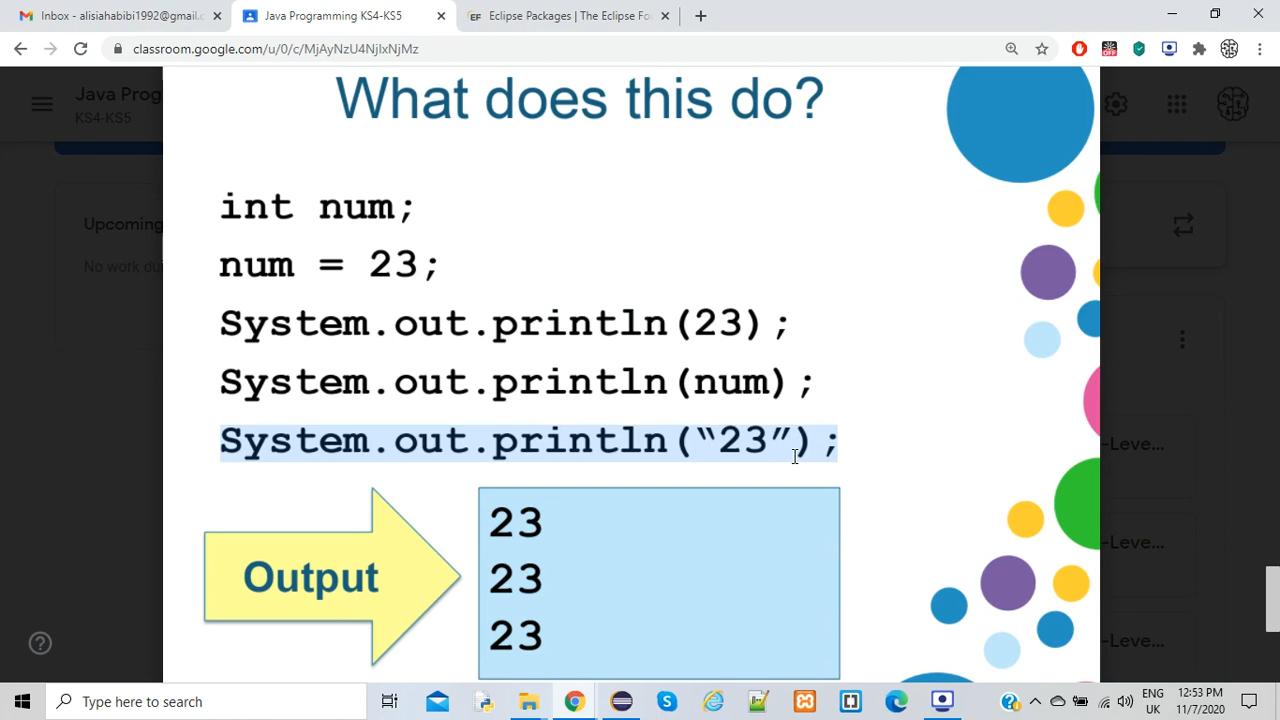 Inbox - alisiahabibi1992@gmail.c
Java Programming KS4-KS5
Eclipse Packages | The Eclipse Fo
classroom.google.com/u/0/c/MjAyNzU4NjIxNjMz
Java Prog
KS4-KS5
OFF
What does this do?
Upcoming
No work du
int num;
num = 23;
System.out.println(23);
System.out.println(num);
System.out.println(“23”);
-Leve...
-Leve...
-Leve...
Output
23
23
23
Type here to search
ENG
UK
12:53 PM
11/7/2020